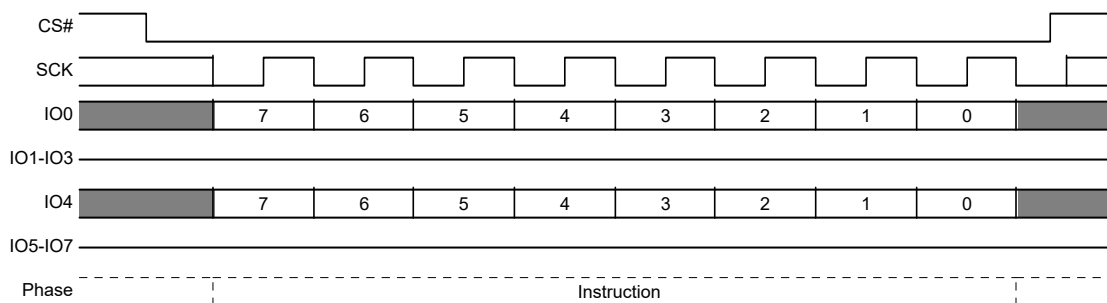 CS#
SCK
IO0 7 6 5 4 3 2 1 0
IO1-IO3
IO4 7 6 5 4 3 2 1 0
IO5-IO7
Phase Instruction